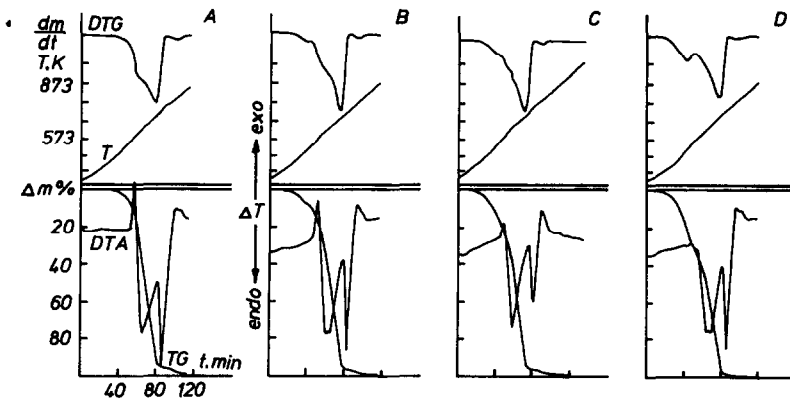 A
B
C
D
dm
dt
DTG
T,K
873
573
T
exo
Δm%
20
40
60
80
DTA
ΔT
endo
TG
t.min
40 80 120